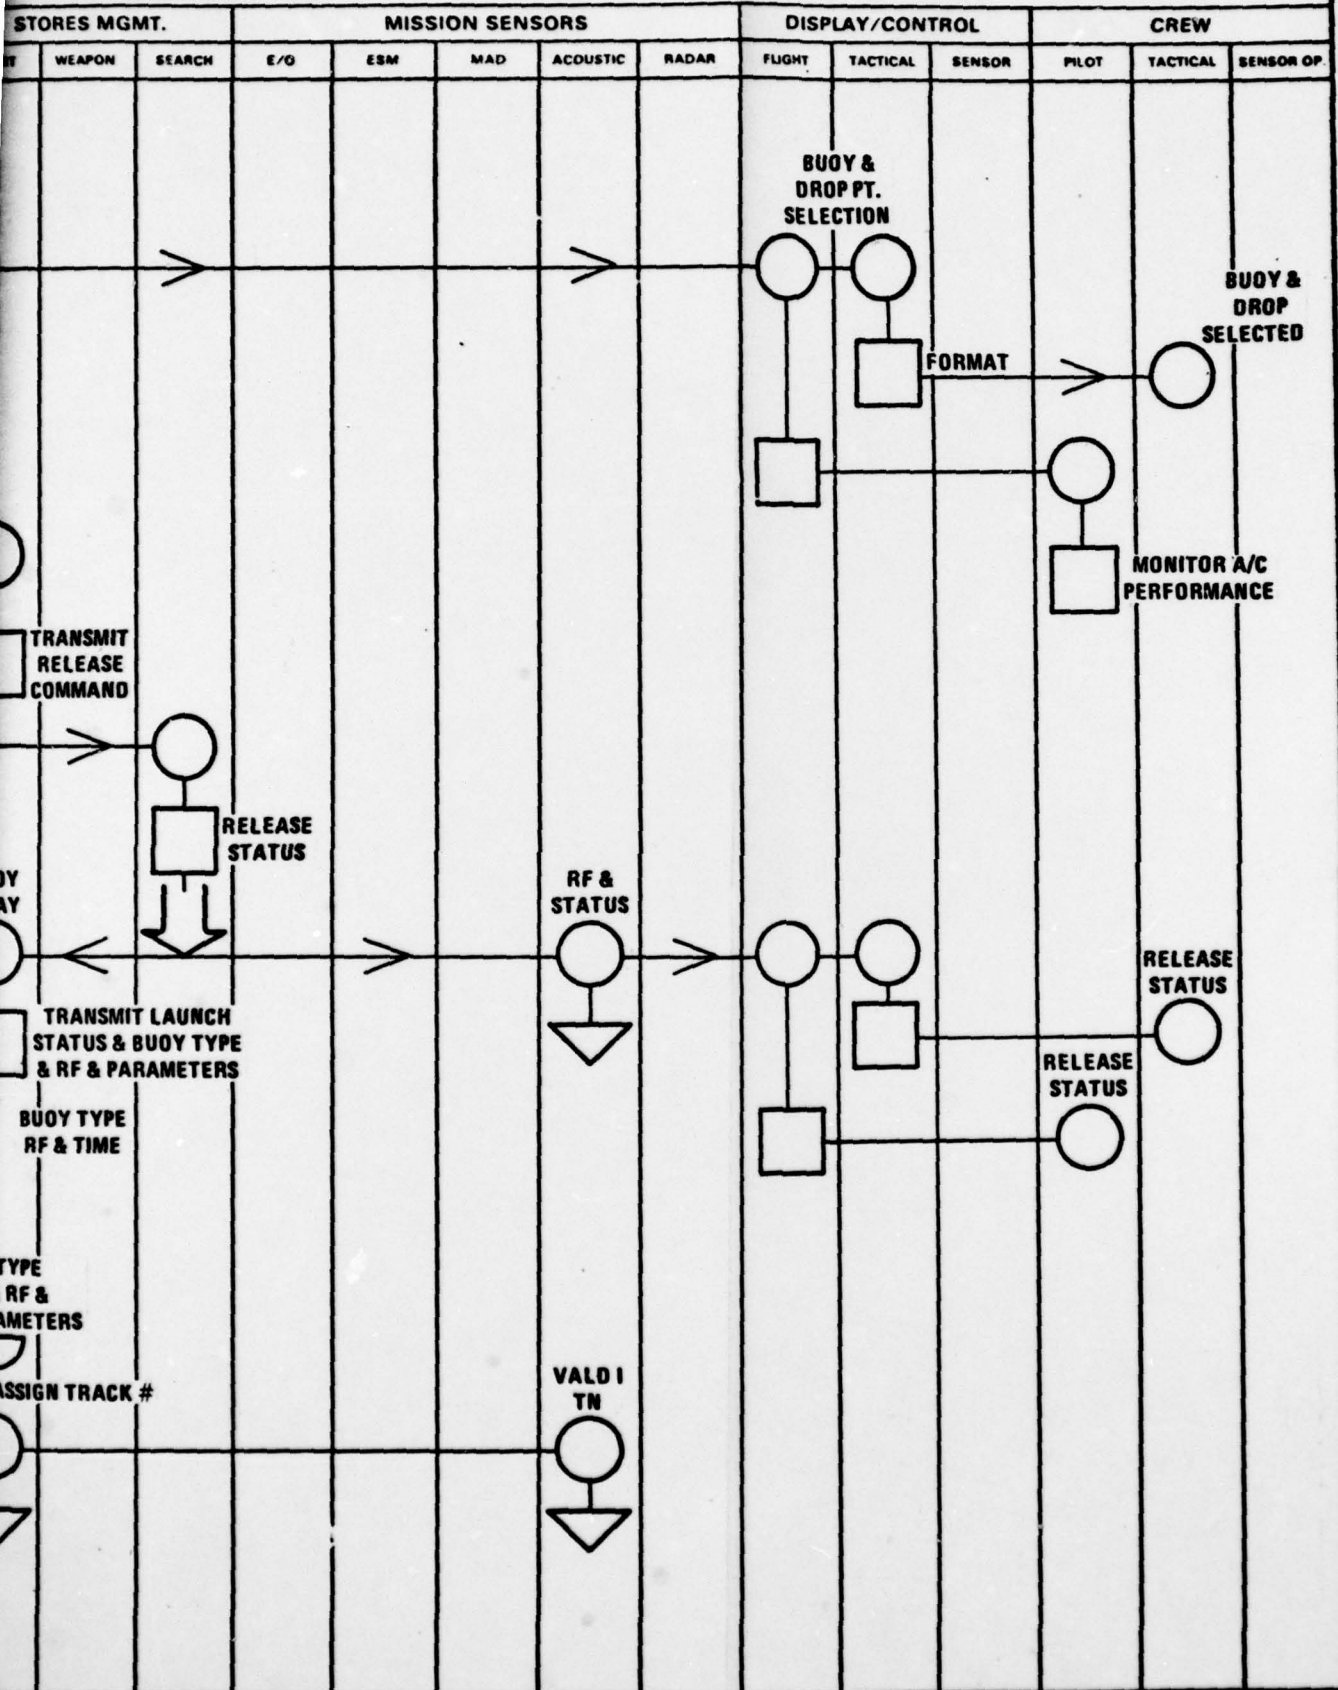 STORES MGMT. MISSION SENSORS DISPLAY/CONTROL CREW
WEAPON SEARCH E/O ESM MAD ACOUSTIC RADAR FLIGHT TACTICAL SENSOR PILOT TACTICAL SENSOR OP.
BUOY &
DROP PT.
SELECTION
BUOY &
DROP
SELECTED
FORMAT
MONITOR A/C
PERFORMANCE
TRANSMIT
RELEASE
COMMAND
RELEASE
STATUS
RF &
STATUS
RELEASE
STATUS
TRANSMIT LAUNCH
STATUS & BUOY TYPE
& RF & PARAMETERS
RELEASE
STATUS
BUOY TYPE
RF & TIME
TYPE
RF &
AMETERS
ASSIGN TRACK #
VALD I
TN